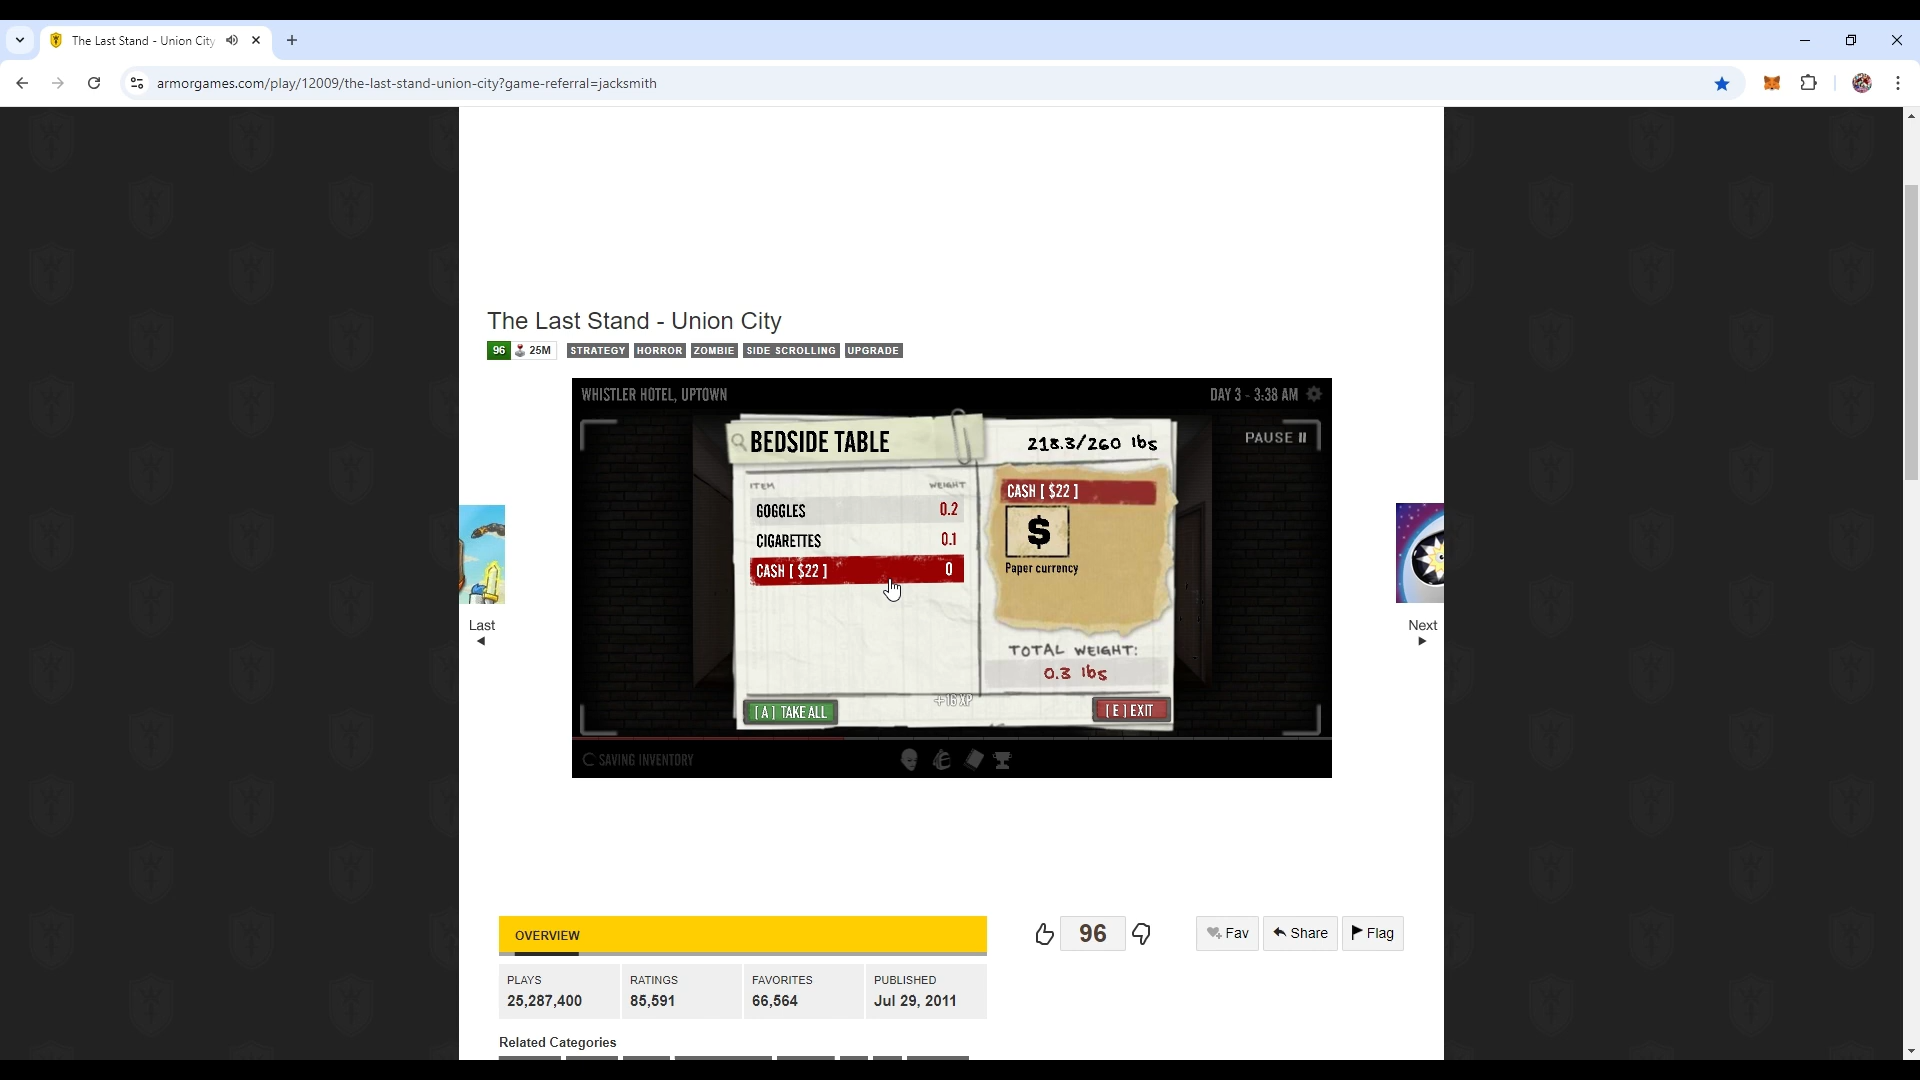 The Last Stand - Union City
armorgames.com/play/12009/the-last-stand-union-city?game-referral=jacksmith
The Last Stand - Union City
96 25M STRATEGY HORROR ZOMBIE SIDE SCROLLING UPGRADE
WHISTLER HOTEL, UPTOWN DAY 3 - 3:38 AM
PAUSE
BEDSIDE TABLE 218.3/260 lbs
ITEM WEIGHT
GOGGLES 0.2
CIGARETTES 0.1
CASH [ $22 ] 0
CASH [ $22 ]
$
Paper currency
TOTAL WEIGHT:
0.3 lbs
+16 XP
[ A ] TAKE ALL [ E ] EXIT
SAVING INVENTORY
Last
Next
OVERVIEW
96
Fav Share Flag
PLAYS RATINGS FAVORITES PUBLISHED
25,287,400 85,591 66,564 Jul 29, 2011
Related Categories